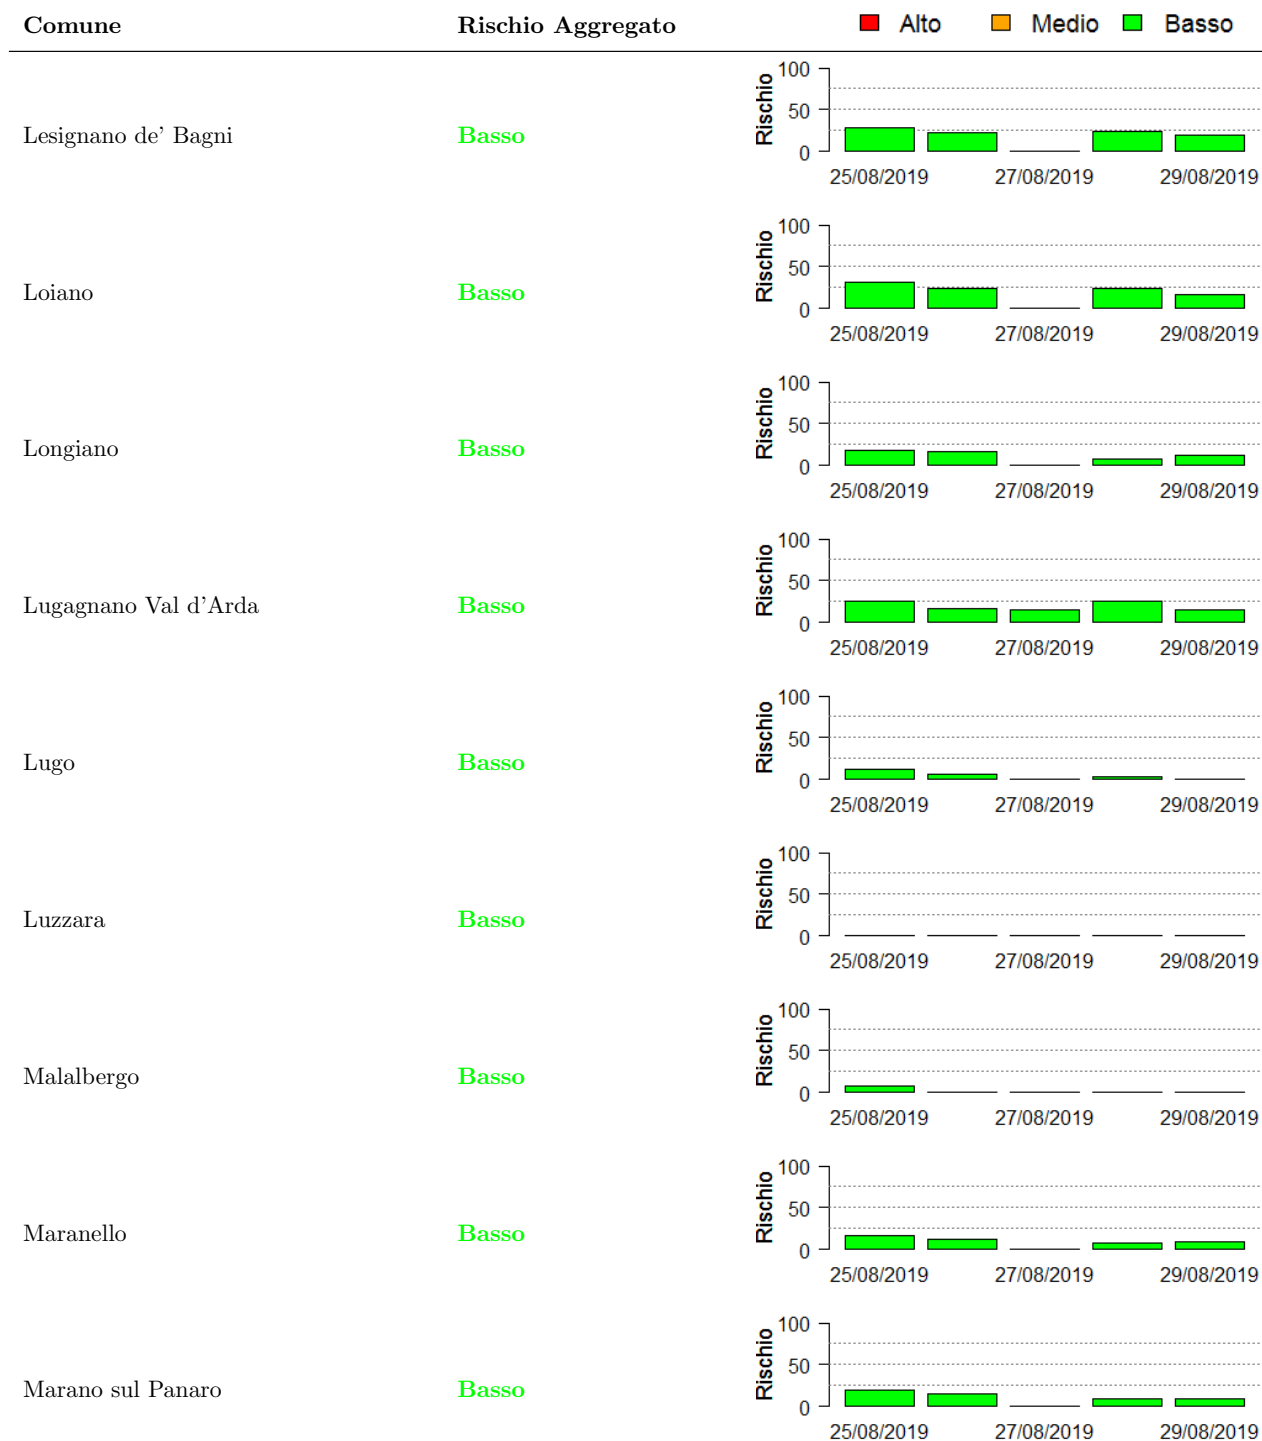 Comune Rischio Aggregato Alto Medio Basso
Lesignano de' Bagni Basso
Rischio
100
50
0
25/08/2019 27/08/2019 29/08/2019
Loiano Basso
Rischio
100
50
0
25/08/2019 27/08/2019 29/08/2019
Longiano Basso
Rischio
100
50
0
25/08/2019 27/08/2019 29/08/2019
Lugagnano Val d'Arda Basso
Rischio
100
50
0
25/08/2019 27/08/2019 29/08/2019
Lugo Basso
Rischio
100
50
0
25/08/2019 27/08/2019 29/08/2019
Luzzara Basso
Rischio
100
50
0
25/08/2019 27/08/2019 29/08/2019
Malalbergo Basso
Rischio
100
50
0
25/08/2019 27/08/2019 29/08/2019
Maranello Basso
Rischio
100
50
0
25/08/2019 27/08/2019 29/08/2019
Marano sul Panaro Basso
Rischio
100
50
0
25/08/2019 27/08/2019 29/08/2019